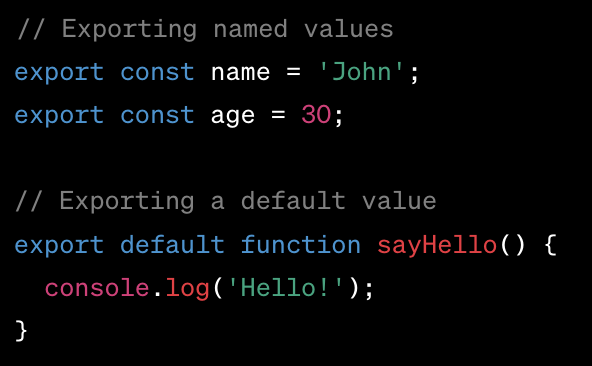 // Exporting named values
export const name = 'John';
export const age = 30;
// Exporting a default value
export default function sayHello() {
  console.log('Hello!');
}